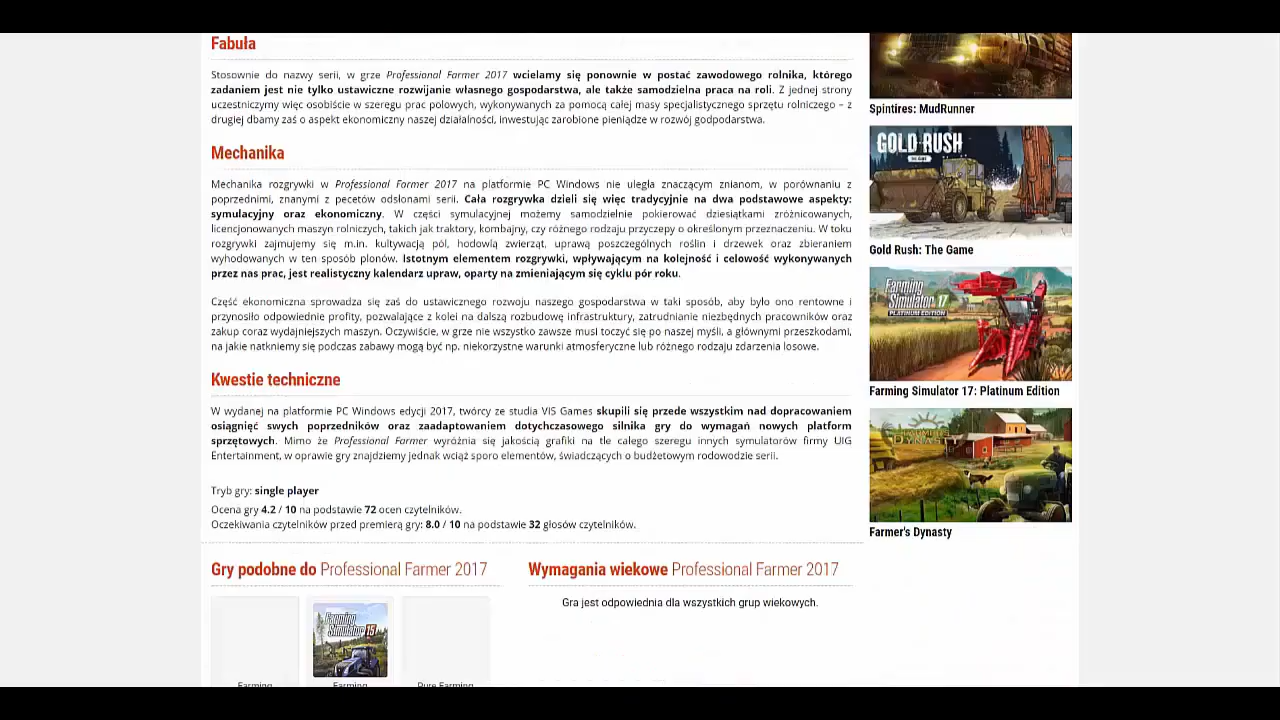 Fabuła
Stosownie do nazwy serii, w grze Professional Farmer 2017 wcielamy się ponownie w postać zawodowego rolnika, którego
zadaniem jest nie tylko ustawiczne rozwijanie własnego gospodarstwa, ale także samodzielna praca na roli. Z jednej strony
uczestniczymy więc osobiście w szeregu prac polowych, wykonywanych za pomocą całej masy specjalistycznego sprzętu rolniczego – z
drugiej dbamy zaś o aspekt ekonomiczny naszej działalności, inwestując zarobione pieniądze w rozwój godpodarstwa.
Mechanika
Mechanika rozgrywki w Professional Farmer 2017 na platformie PC Windows nie uległa znaczącym znianom, w porównaniu z
poprzednimi, znanymi z pecetów odsłonami serii. Cała rozgrywka dzieli się więc tradycyjnie na dwa podstawowe aspekty:
symulacyjny oraz ekonomiczny. W części symulacyjnej możemy samodzielnie pokierować dziesiątkami zróżnicowanych,
licencjonowanych maszyn rolniczych, takich jak traktory, kombajny, czy różnego rodzaju przyczepy o określonym przeznaczeniu. W toku
rozgrywki zajmujemy się m.in. kultywacją pól, hodowlą zwierząt, uprawą poszczególnych roślin i drzewek oraz zbieraniem
wyhodowanych w ten sposób plonów. Istotnym elementem rozgrywki, wpływającym na kolejność i celowość wykonywanych
przez nas prac, jest realistyczny kalendarz upraw, oparty na zmieniającym się cyklu pór roku.
Część ekonomiczna sprowadza się zaś do ustawicznego rozwoju naszego gospodarstwa w taki sposób, aby było ono rentowne i
przynosiło odpowiednie profity, pozwalające z kolei na dalszą rozbudowę infrastruktury, zatrudnianie niezbędnych pracowników oraz
zakup coraz wydajniejszych maszyn. Oczywiście, w grze nie wszystko zawsze musi toczyć się po naszej myśli, a głównymi przeszkodami,
na jakie natkniemy się podczas zabawy mogą być np. niekorzystne warunki atmosferyczne lub różnego rodzaju zdarzenia losowe.
Kwestie techniczne
W wydanej na platformie PC Windows edycji 2017, twórcy ze studia VIS Games skupili się przede wszystkim nad dopracowaniem
osiągnięć swych poprzedników oraz zaadaptowaniem dotychczasowego silnika gry do wymagań nowych platform
sprzętowych. Mimo że Professional Farmer wyróżnia się jakością grafiki na tle całego szeregu innych symulatorów firmy UIG
Entertainment, w oprawie gry znajdziemy jednak wciąż sporo elementów, świadczących o budżetowym rodowodzie serii.
Tryb gry: single player
Ocena gry 4.2 / 10 na podstawie 72 ocen czytelników.
Oczekiwania czytelników przed premierą gry: 8.0 / 10 na podstawie 32 głosów czytelników.
Gry podobne do Professional Farmer 2017
Farming Simulator 15
Farming
Farming
Pure Farming
Wymagania wiekowe Professional Farmer 2017
Gra jest odpowiednia dla wszystkich grup wiekowych.
Spintires: MudRunner
GOLD RUSH
THE GAME
Gold Rush: The Game
Farming
Simulator 17
PLATINUM EDITION
Farming Simulator 17: Platinum Edition
FARMER'S
DYNASTY
Farmer's Dynasty